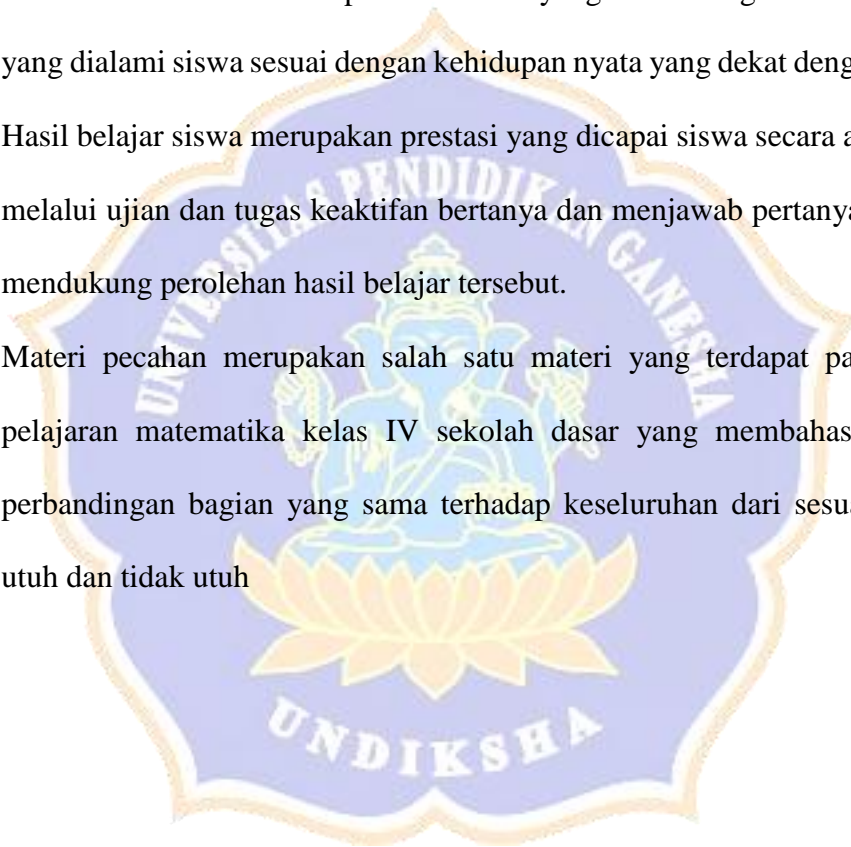 yang dialami siswa sesuai dengan kehidupan nyata yang dekat deng
Hasil belajar siswa merupakan prestasi yang dicapai siswa secara a
melalui ujian dan tugas keaktifan bertanya dan menjawab pertanya
mendukung perolehan hasil belajar tersebut.
Materi pecahan merupakan salah satu materi yang terdapat pa
pelajaran matematika kelas IV sekolah dasar yang membahas
perbandingan bagian yang sama terhadap keseluruhan dari sesua
utuh dan tidak utuh
UNIVERSITAS PENDIDIKAN GANESHA
UNDIKSHA